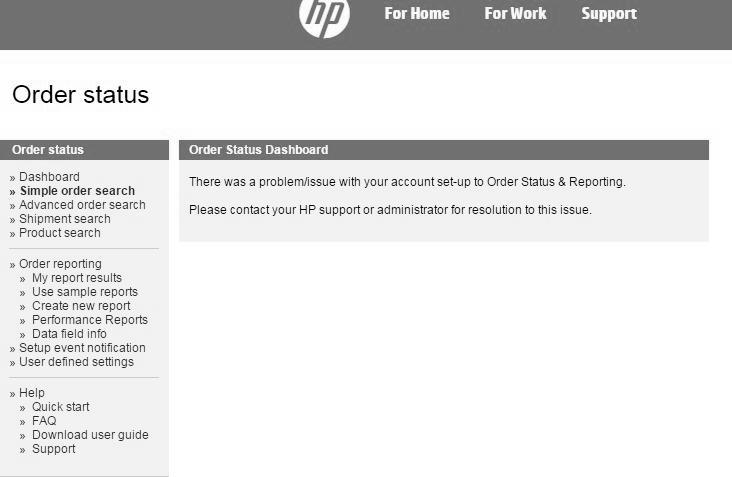 hp
For Home
For Work
Support
Order status
Order status
» Dashboard
» Simple order search
» Advanced order search
» Shipment search
» Product search
» Order reporting
» My report results
» Use sample reports
» Create new report
» Performance Reports
» Data field info
» Setup event notification
» User defined settings
» Help
» Quick start
» FAQ
» Download user guide
» Support
Order Status Dashboard
There was a problem/issue with your account set-up to Order Status & Reporting.
Please contact your HP support or administrator for resolution to this issue.